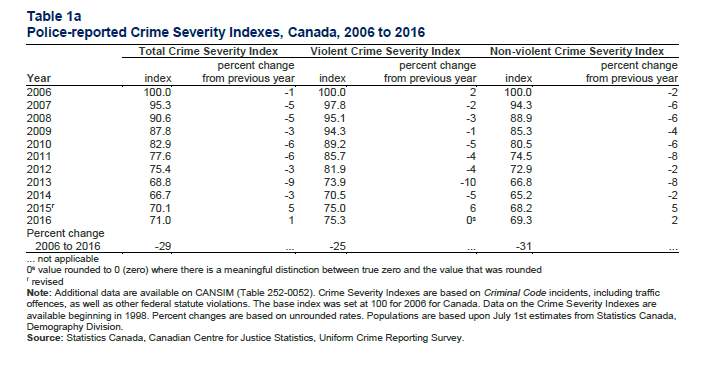 Table 1a
Police-reported Crime Severity Indexes, Canada, 2006 to 2016
Total Crime Severity Index Violent Crime Severity Index Non-violent Crime Severity Index
percent change percent change percent change
Year index from previous year index from previous year index from previous year
2006 100.0 -1 100.0 2 100.0 -2
2007 95.3 -5 97.8 -2 94.3 -6
2008 90.6 -5 95.1 -3 88.9 -6
2009 87.8 -3 94.3 -1 85.3 -4
2010 82.9 -6 89.2 -5 80.5 -6
2011 77.6 -6 85.7 -4 74.5 -8
2012 75.4 -3 81.9 -4 72.9 -2
2013 68.8 -9 73.9 -10 66.8 -8
2014 66.7 -3 70.5 -5 65.2 -2
2015ʳ 70.1 5 75.0 6 68.2 5
2016 71.0 1 75.3 0ˢ 69.3 2
Percent change
2006 to 2016 -29 ... -25 ... -31 ...
... not applicable
0ˢ value rounded to 0 (zero) where there is a meaningful distinction between true zero and the value that was rounded
ʳ revised
Note: Additional data are available on CANSIM (Table 252-0052). Crime Severity Indexes are based on Criminal Code incidents, including traffic
offences, as well as other federal statute violations. The base index was set at 100 for 2006 for Canada. Data on the Crime Severity Indexes are
available beginning in 1998. Percent changes are based on unrounded rates. Populations are based upon July 1st estimates from Statistics Canada,
Demography Division.
Source: Statistics Canada, Canadian Centre for Justice Statistics, Uniform Crime Reporting Survey.